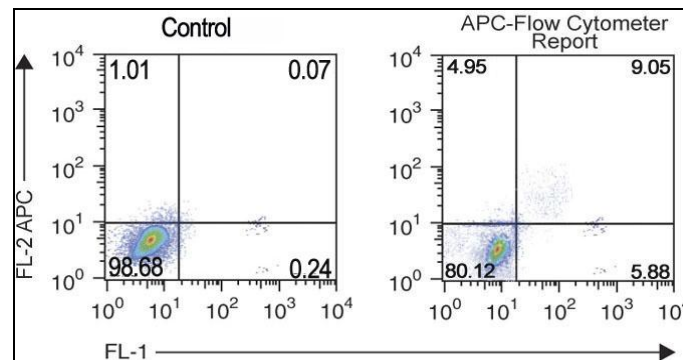 Control
APC-Flow Cytometer
Report
10⁴
1.01
0.07
10³
10²
10¹
98.68
0.24
10⁰
10⁰ 10¹ 10² 10³ 10⁴
10⁴
4.95
9.05
10³
10²
10¹
80.12
5.88
10⁰
10⁰ 10¹ 10² 10³
FL-2 APC
FL-1